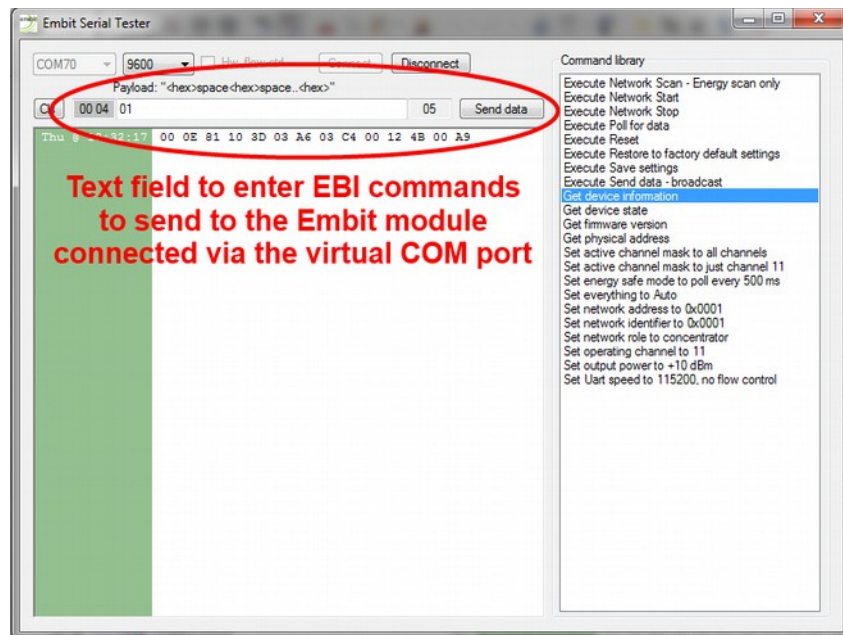 Embit Serial Tester
COM70 9600 Hw. flow ctrl Connect Disconnect
Payload: "<hex>space<hex>space..<hex>"
00 04 01 05 Send data
00 0E 81 10 3D 03 A6 03 C4 00 12 4B 00 A9
Text field to enter EBI commands
to send to the Embit module
connected via the virtual COM port
Command library
Execute Network Scan - Energy scan only
Execute Network Start
Execute Network Stop
Execute Poll for data
Execute Reset
Execute Restore to factory default settings
Execute Save settings
Execute Send data - broadcast
Get device information
Get device state
Get firmware version
Get physical address
Set active channel mask to all channels
Set active channel mask to just channel 11
Set energy safe mode to poll every 500 ms
Set everything to Auto
Set network address to 0x0001
Set network identifier to 0x0001
Set network role to concentrator
Set operating channel to 11
Set output power to +10 dBm
Set Uart speed to 115200, no flow control